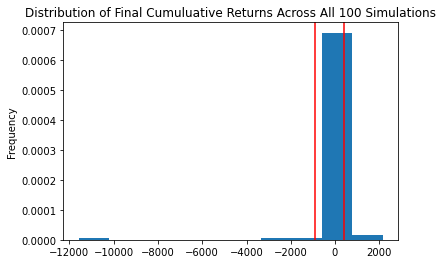 Distribution of Final Cumuluative Returns Across All 100 Simulations
Frequency
0.0007
0.0006
0.0005
0.0004
0.0003
0.0002
0.0001
0.0000
−12000 −10000 −8000 −6000 −4000 −2000 0 2000